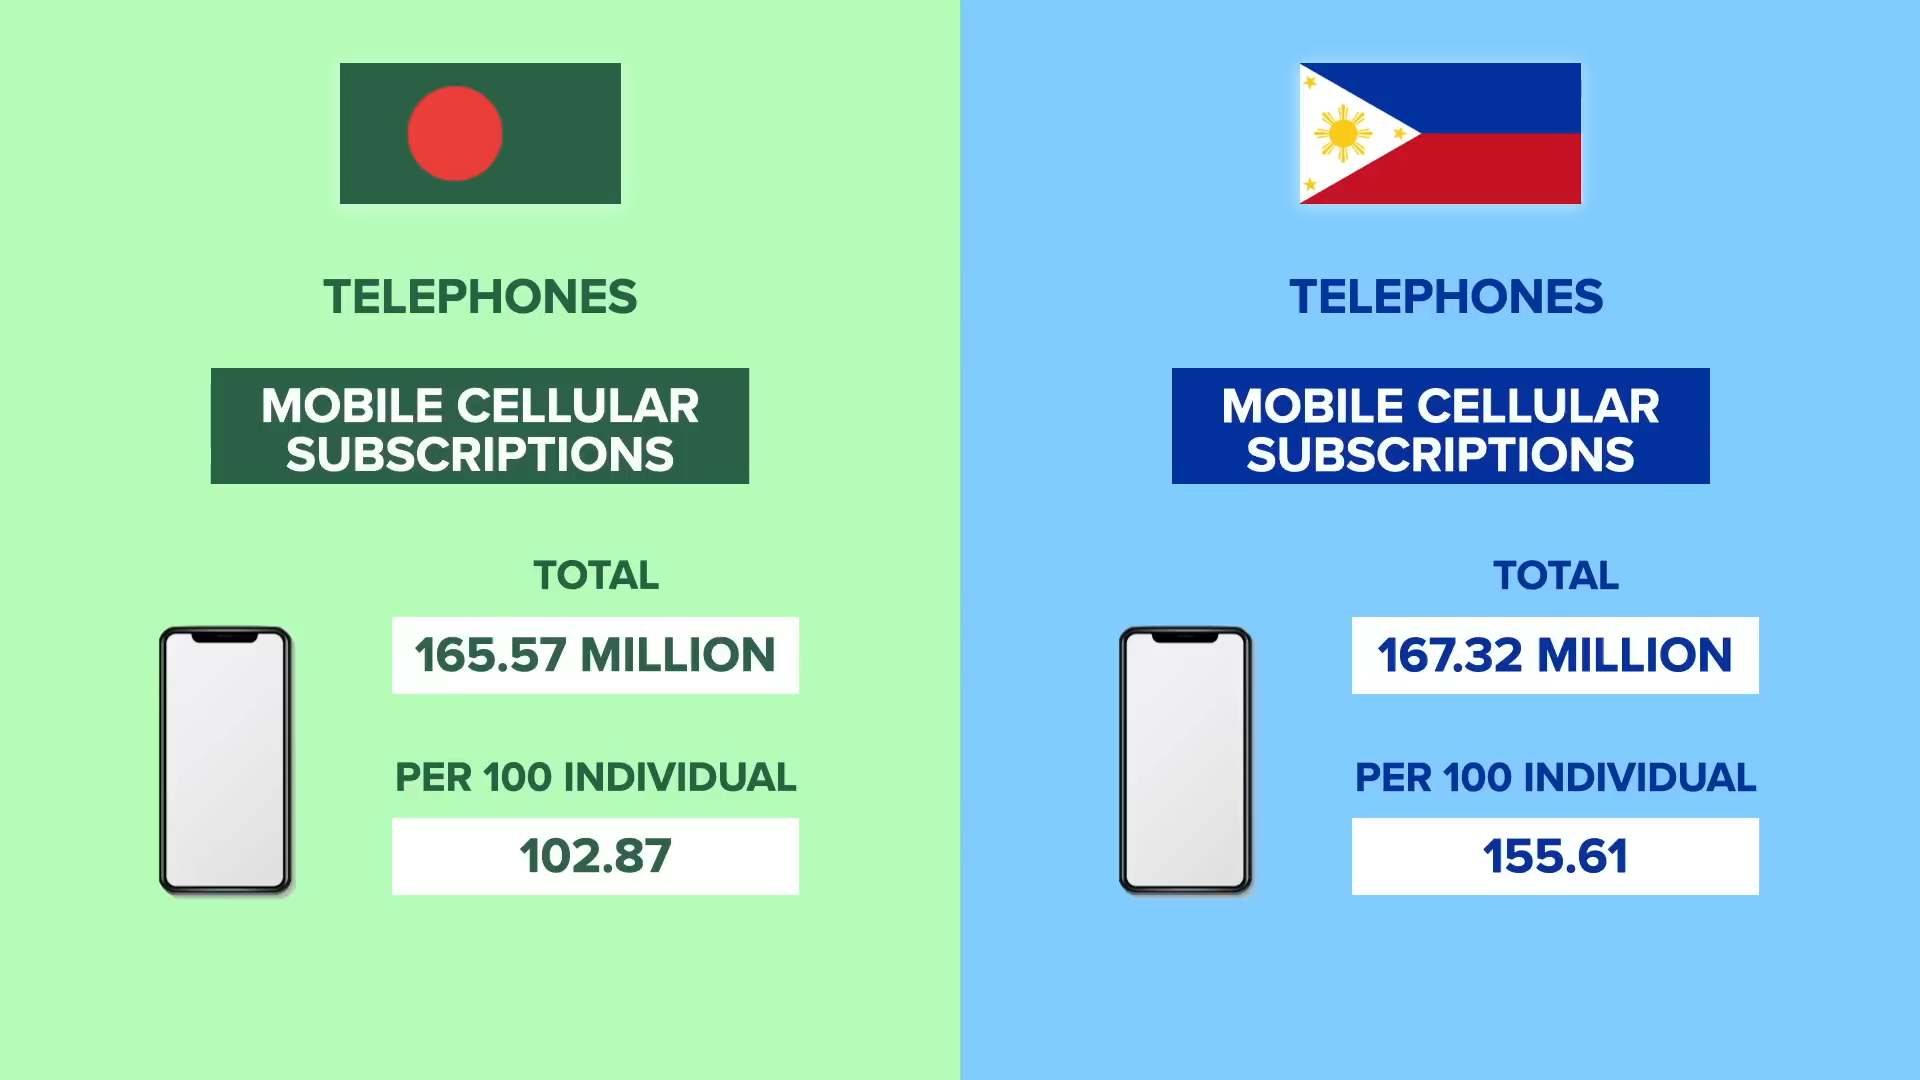 TELEPHONES
MOBILE CELLULAR
SUBSCRIPTIONS
TOTAL
165.57 MILLION
PER 100 INDIVIDUAL
102.87
TELEPHONES
MOBILE CELLULAR
SUBSCRIPTIONS
TOTAL
167.32 MILLION
PER 100 INDIVIDUAL
155.61